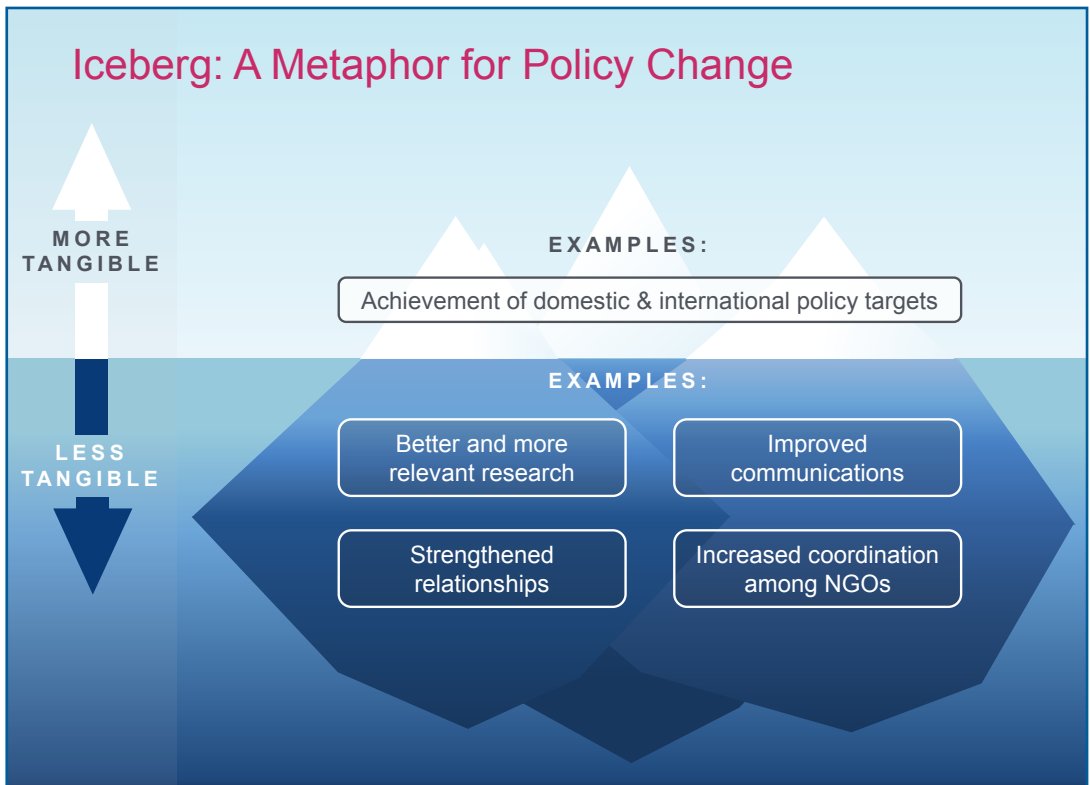 Iceberg: A Metaphor for Policy Change
MORE
TANGIBLE
EXAMPLES:
Achievement of domestic & international policy targets
EXAMPLES:
LESS
TANGIBLE
Better and more
relevant research
Improved
communications
Strengthened
relationships
Increased coordination
among NGOs